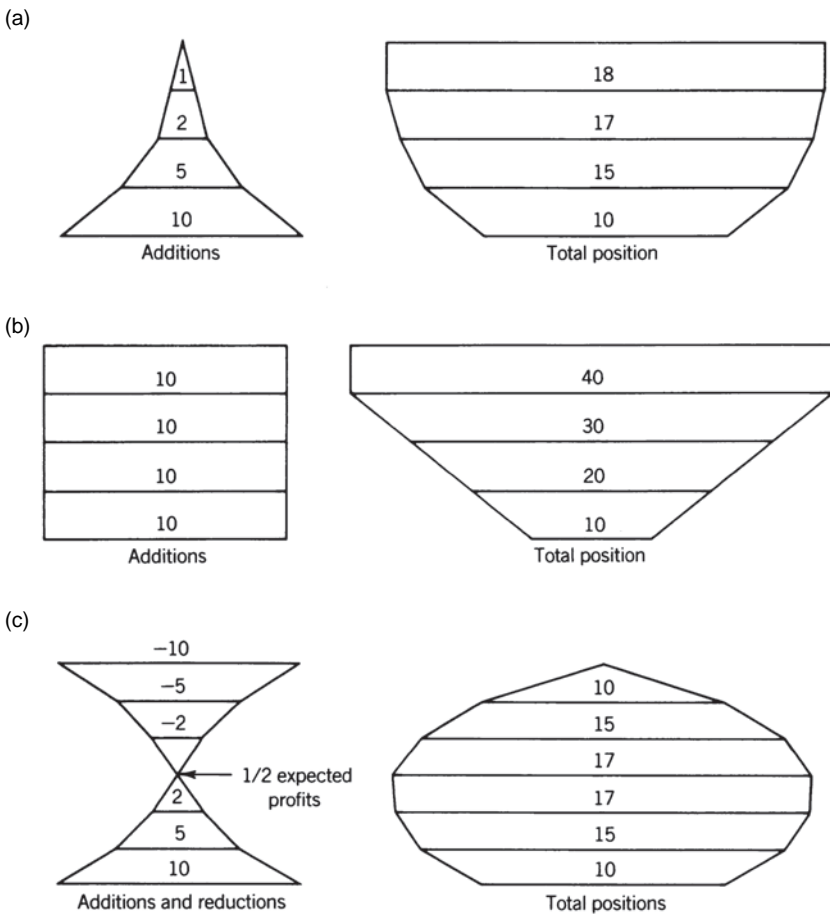 (a)
1
2
5
10
Additions
18
17
15
10
Total position
(b)
10
10
10
10
Additions
40
30
20
10
Total position
(c)
−10
−5
−2
1/2 expected
profits
2
5
10
Additions and reductions
10
15
17
17
15
10
Total positions